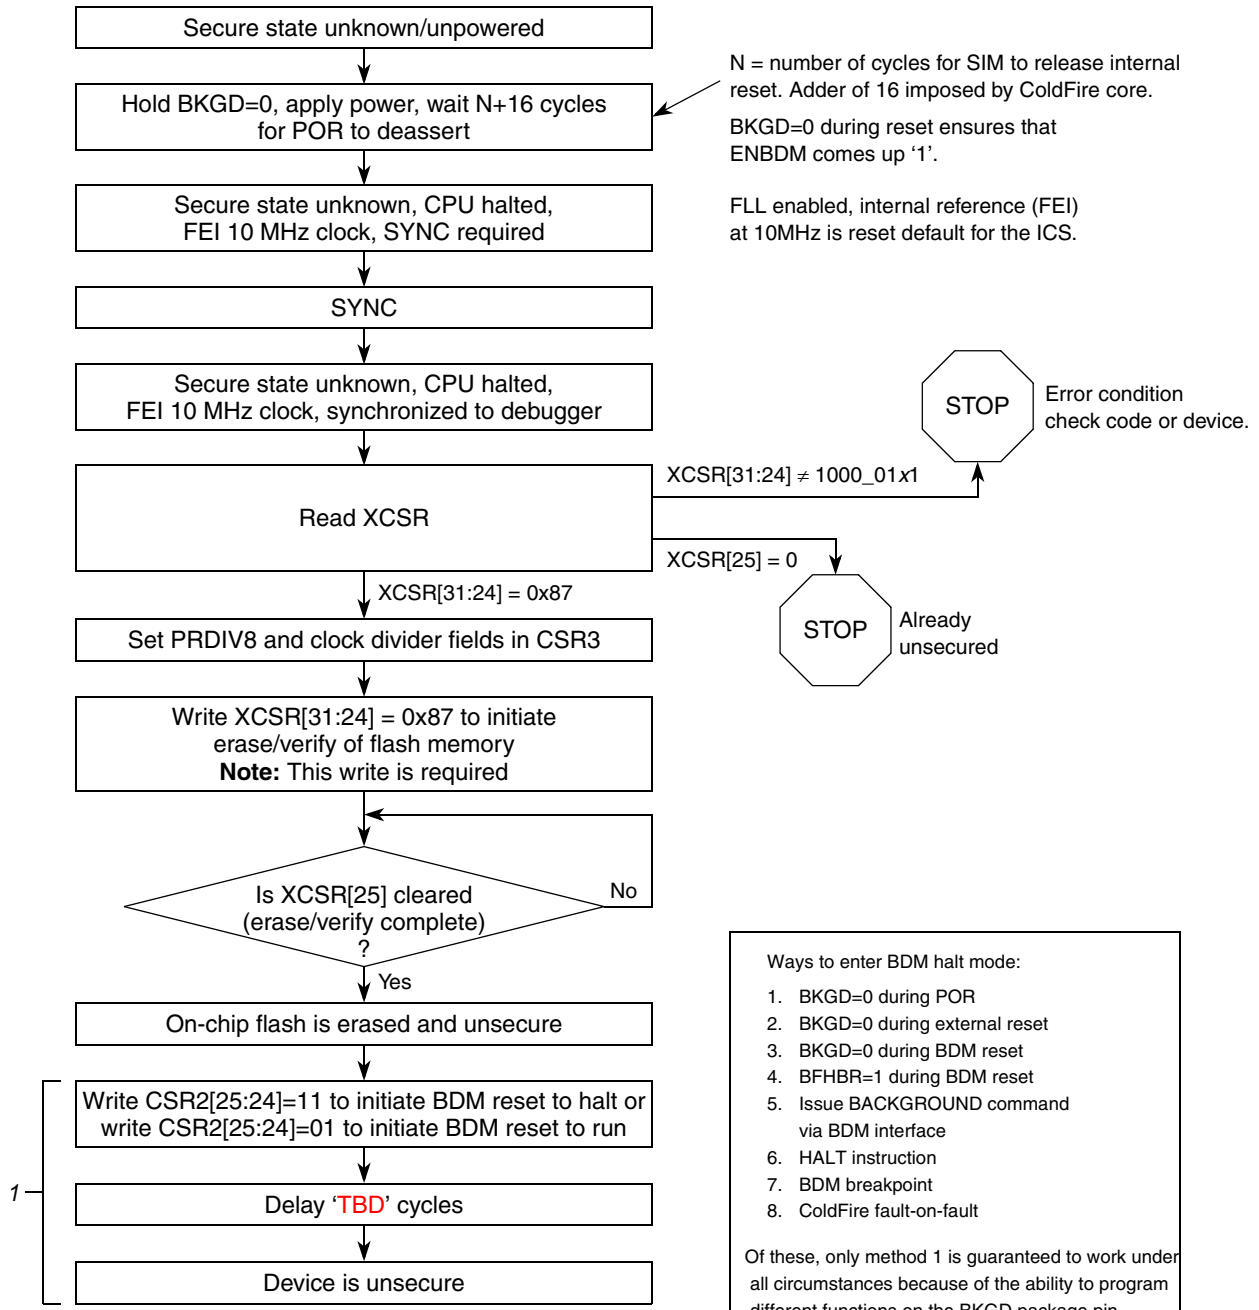 Secure state unknown/unpowered
N = number of cycles for SIM to release internal
reset. Adder of 16 imposed by ColdFire core.
Hold BKGD=0, apply power, wait N+16 cycles
for POR to deassert
BKGD=0 during reset ensures that
ENBDM comes up ‘1’.
Secure state unknown, CPU halted,
FEI 10 MHz clock, SYNC required
FLL enabled, internal reference (FEI)
at 10MHz is reset default for the ICS.
SYNC
Secure state unknown, CPU halted,
FEI 10 MHz clock, synchronized to debugger
STOP
Error condition
check code or device.
Read XCSR
XCSR[31:24] ≠ 1000_01x1
XCSR[25] = 0
STOP
Already
unsecured
XCSR[31:24] = 0x87
Set PRDIV8 and clock divider fields in CSR3
Write XCSR[31:24] = 0x87 to initiate
erase/verify of flash memory
Note: This write is required
Is XCSR[25] cleared
(erase/verify complete)
?
No
Yes
On-chip flash is erased and unsecure
Write CSR2[25:24]=11 to initiate BDM reset to halt or
write CSR2[25:24]=01 to initiate BDM reset to run
1
Delay ‘TBD’ cycles
Device is unsecure
Ways to enter BDM halt mode:
1. BKGD=0 during POR
2. BKGD=0 during external reset
3. BKGD=0 during BDM reset
4. BFHBR=1 during BDM reset
5. Issue BACKGROUND command
via BDM interface
6. HALT instruction
7. BDM breakpoint
8. ColdFire fault-on-fault
Of these, only method 1 is guaranteed to work under
all circumstances because of the ability to program
different functions on the BKGD package pin